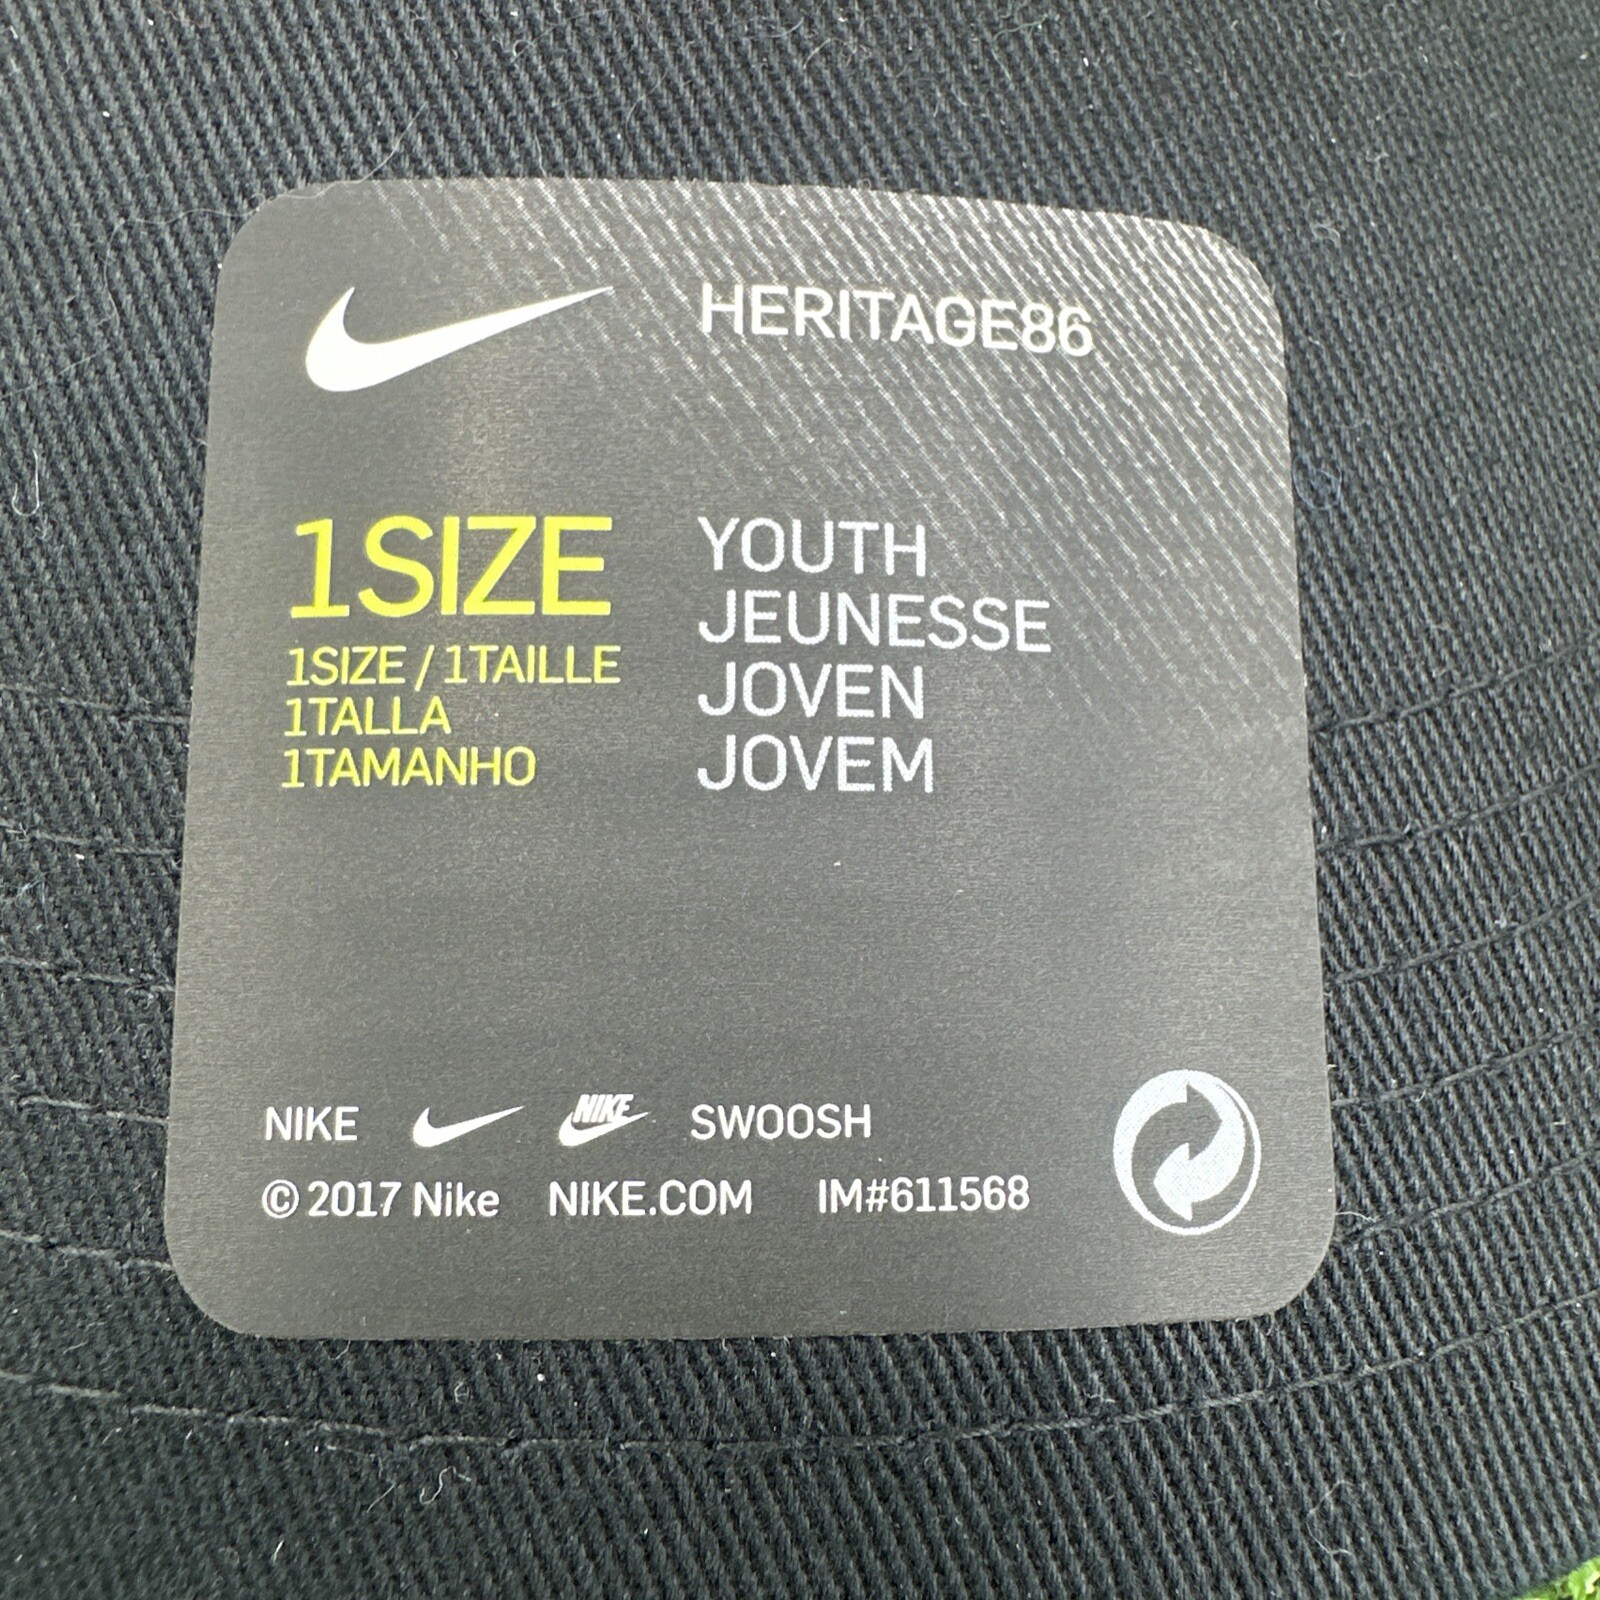 HERITAGE86
1SIZE
1SIZE / 1TAILLE
1TALLA
1TAMANHO
YOUTH
JEUNESSE
JOVEN
JOVEM
NIKE NIKE SWOOSH
© 2017 Nike NIKE.COM IM#611568